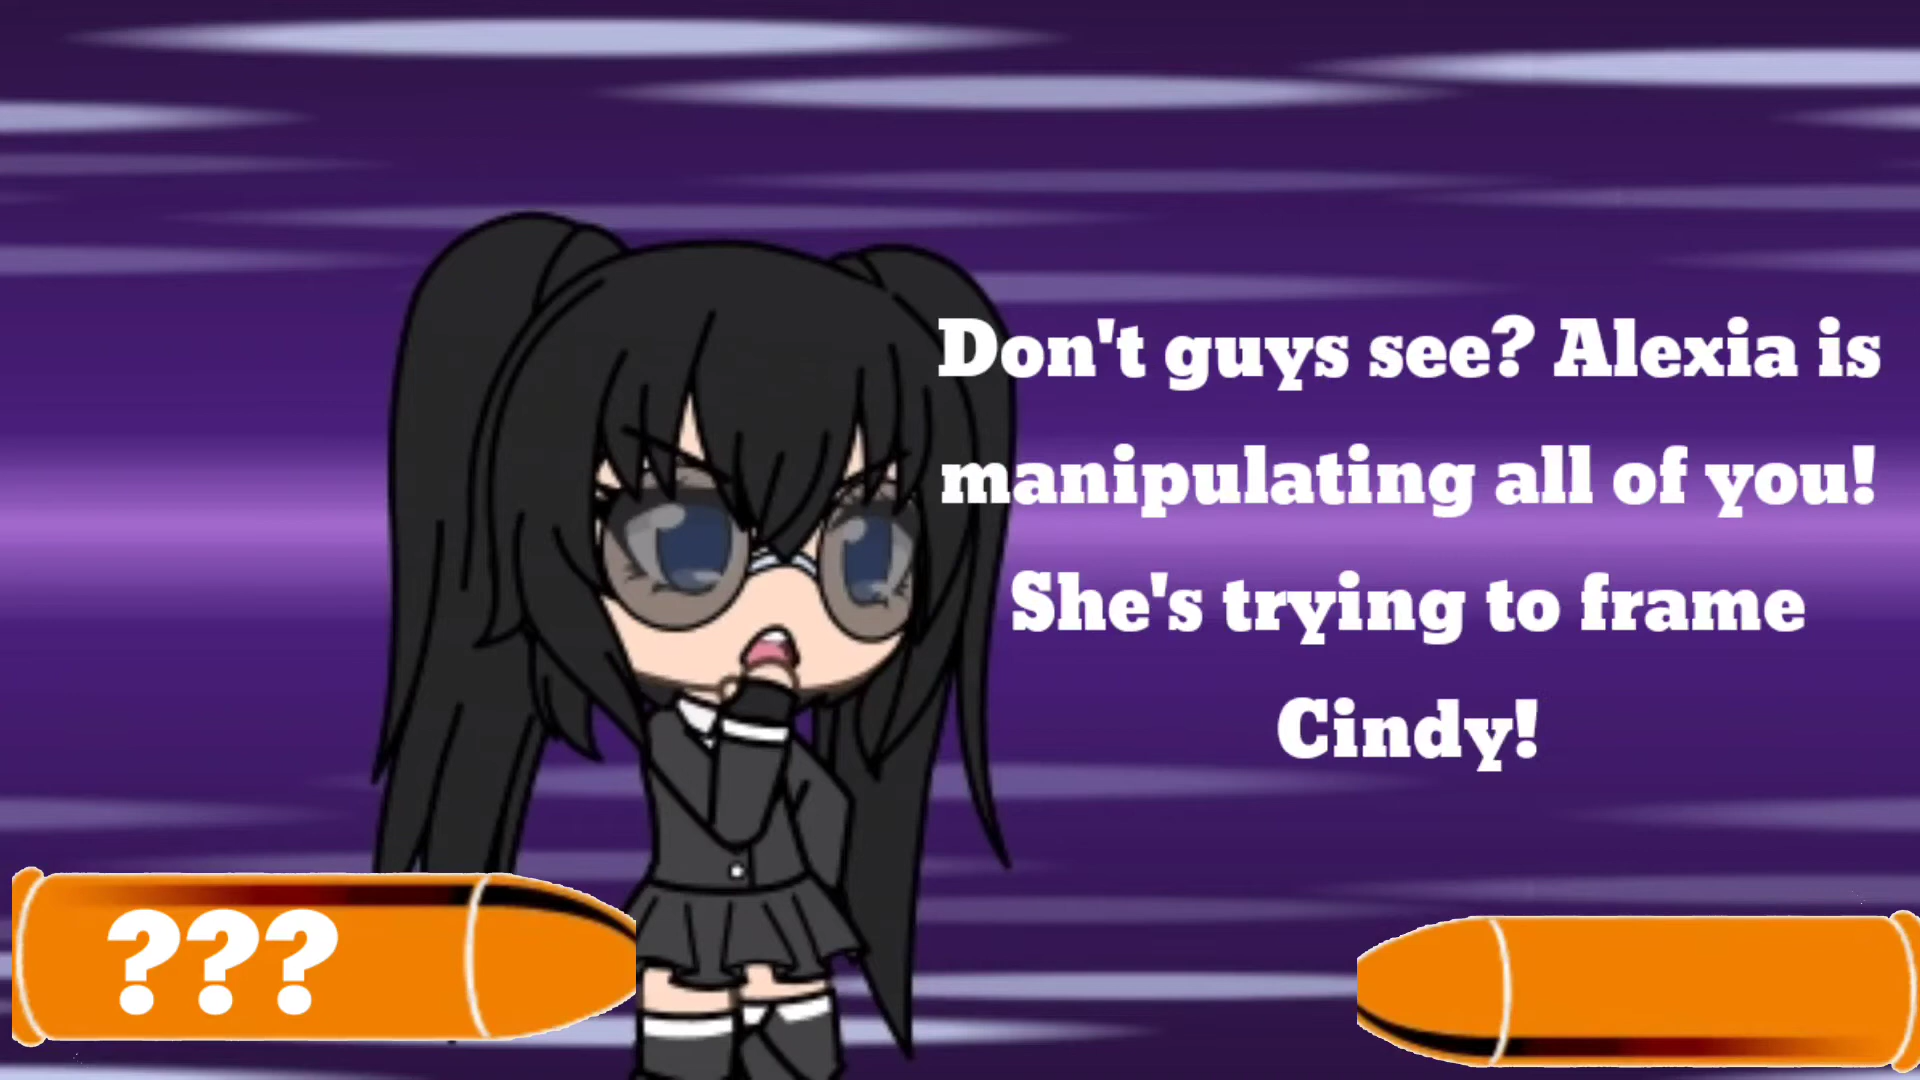 Don't guys see? Alexia is
manipulating all of you!
She's trying to frame
Cindy!
???